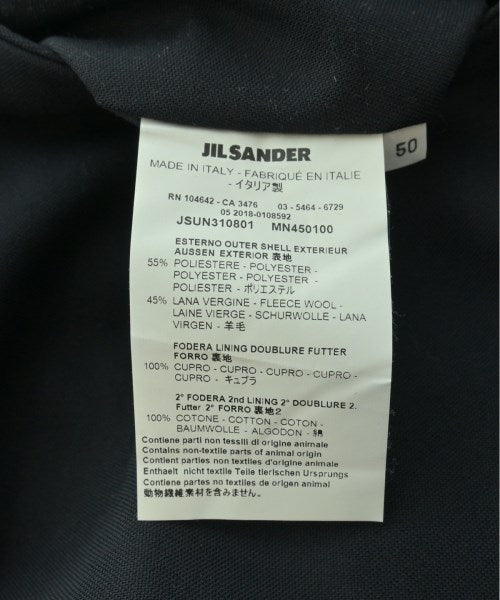 JIL SANDER
50
MADE IN ITALY - FABRIQUÉ EN ITALIE
- イタリア製
RN 104642 - CA 3476 03 - 5464 - 6729
05 2018-0108592
JSUN310801 MN450100
ESTERNO OUTER SHELL EXTERIEUR
AUSSEN EXTERIOR 表地
55% POLIESTERE - POLYESTER -
POLYESTER - POLYESTER -
POLIESTER - ポリエステル
45% LANA VERGINE - FLEECE WOOL -
LAINE VIERGE - SCHURWOLLE - LANA
VIRGEN - 羊毛
FODERA LINING DOUBLURE FUTTER
FORRO 裏地
100% CUPRO - CUPRO - CUPRO - CUPRO -
CUPRO - キュプラ
2° FODERA 2nd LINING 2° DOUBLURE 2.
Futter 2° FORRO 裏地2
100% COTONE - COTTON - COTON -
BAUMWOLLE - ALGODON - 綿
Contiene parti non tessili di origine animale
Contains non-textile parts of animal origin
Contient parties non textiles d'origine animale
Enthaelt nicht textile Teile tierischen Ursprungs
Contiene partes no textiles de origen animal
動物繊維素材を含みません。